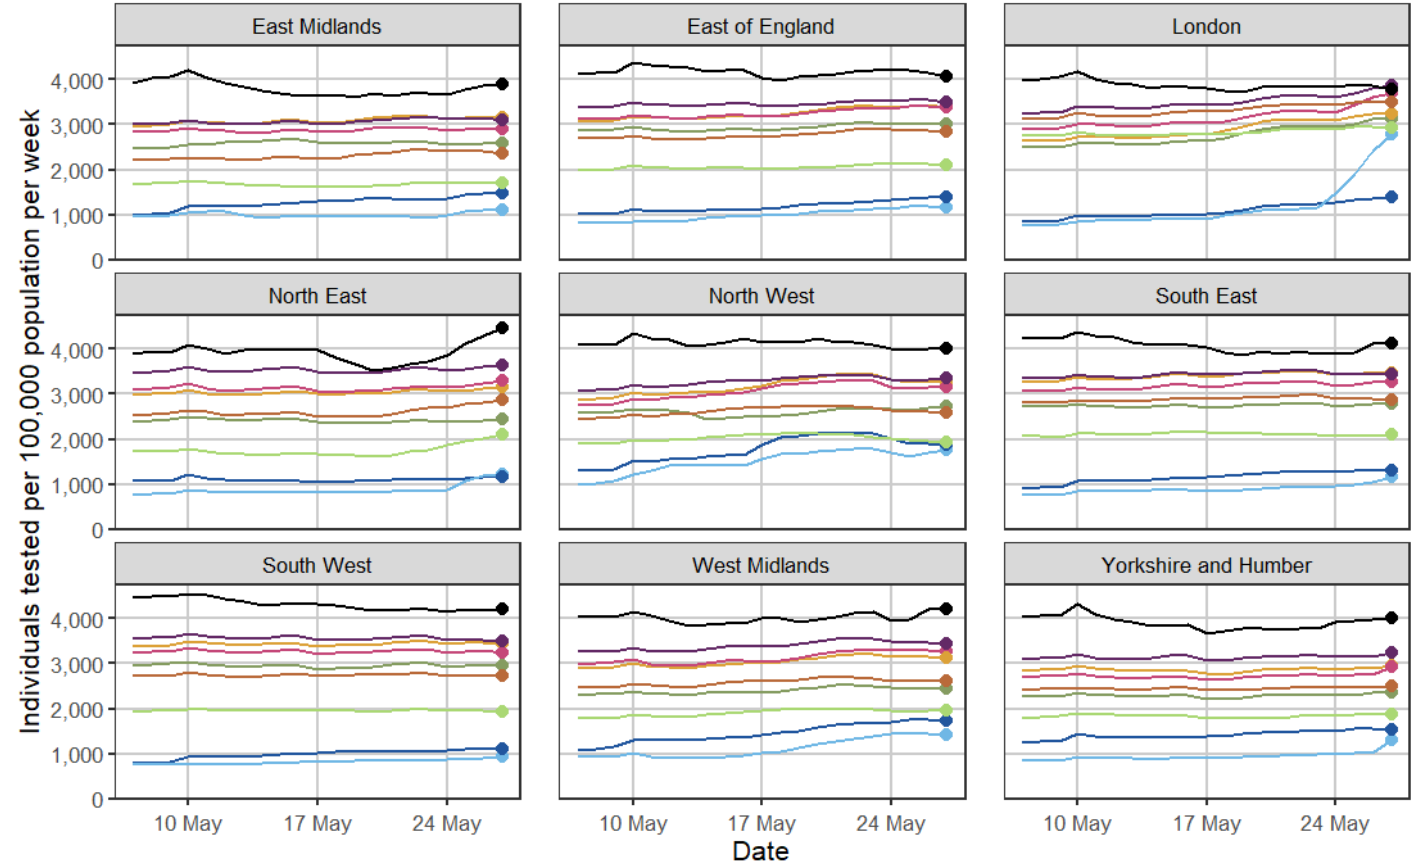 East Midlands
East of England
London
4,000
3,000
2,000
1,000
0
North East
North West
South East
4,000
3,000
2,000
1,000
0
South West
West Midlands
Yorkshire and Humber
4,000
3,000
2,000
1,000
0
10 May 17 May 24 May
10 May 17 May 24 May
10 May 17 May 24 May
Date
Individuals tested per 100,000 population per week